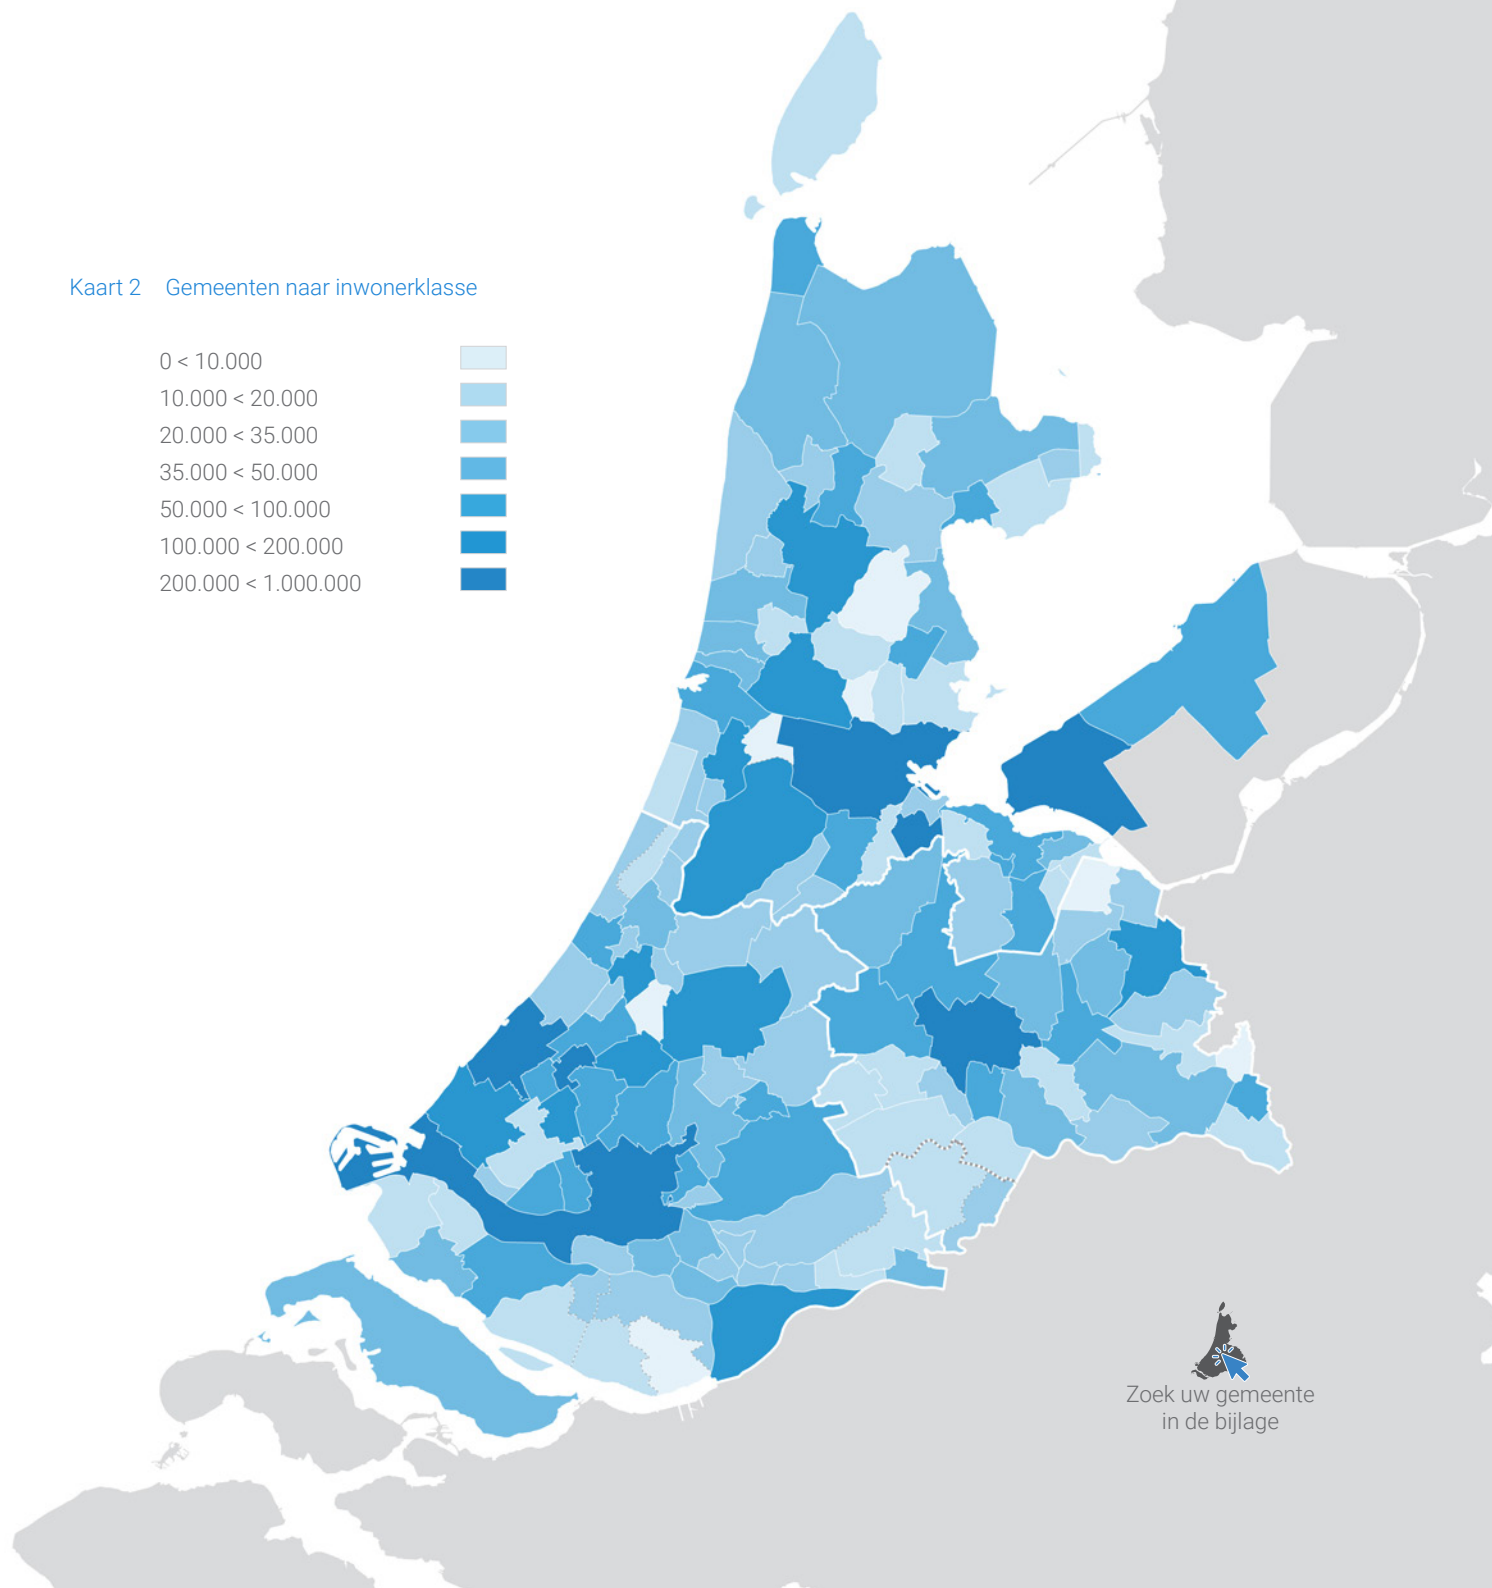 Kaart 2 Gemeenten naar inwonerklasse
0 < 10.000
10.000 < 20.000
20.000 < 35.000
35.000 < 50.000
50.000 < 100.000
100.000 < 200.000
200.000 < 1.000.000
Zoek uw gemeente
in de bijlage